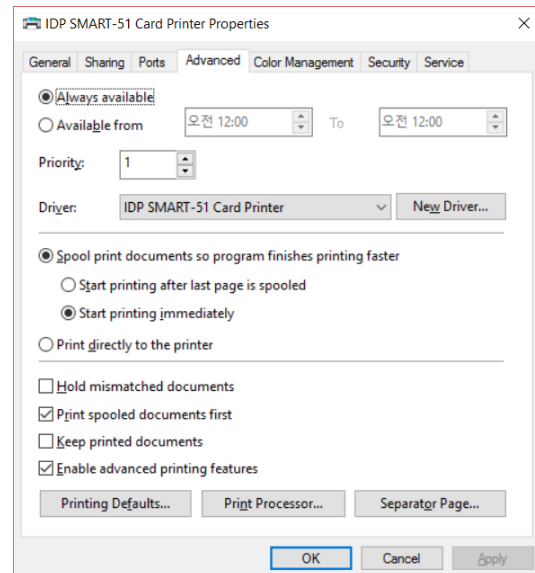 IDP SMART-51 Card Printer Properties
General Sharing Ports Advanced Color Management Security Service
Always available
Available from 오전 12:00 To 오전 12:00
Priority: 1
Driver: IDP SMART-51 Card Printer New Driver...
Spool print documents so program finishes printing faster
Start printing after last page is spooled
Start printing immediately
Print directly to the printer
Hold mismatched documents
Print spooled documents first
Keep printed documents
Enable advanced printing features
Printing Defaults... Print Processor... Separator Page...
OK Cancel Apply